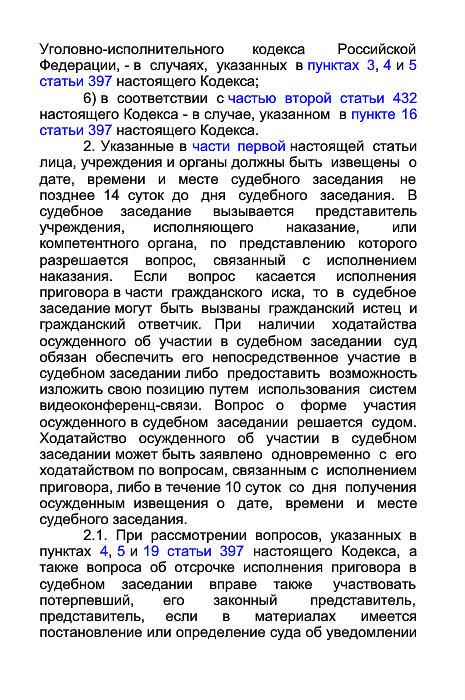 Уголовно-исполнительного кодекса Российской
Федерации, - в случаях, указанных в пунктах 3, 4 и 5
статьи 397 настоящего Кодекса;
6) в соответствии с частью второй статьи 432
настоящего Кодекса - в случае, указанном в пункте 16
статьи 397 настоящего Кодекса.
2. Указанные в части первой настоящей статьи
лица, учреждения и органы должны быть извещены о
дате, времени и месте судебного заседания не
позднее 14 суток до дня судебного заседания. В
судебное заседание вызывается представитель
учреждения, исполняющего наказание, или
компетентного органа, по представлению которого
разрешается вопрос, связанный с исполнением
наказания. Если вопрос касается исполнения
приговора в части гражданского иска, то в судебное
заседание могут быть вызваны гражданский истец и
гражданский ответчик. При наличии ходатайства
осужденного об участии в судебном заседании суд
обязан обеспечить его непосредственное участие в
судебном заседании либо предоставить возможность
изложить свою позицию путем использования систем
видеоконференц-связи. Вопрос о форме участия
осужденного в судебном заседании решается судом.
Ходатайство осужденного об участии в судебном
заседании может быть заявлено одновременно с его
ходатайством по вопросам, связанным с исполнением
приговора, либо в течение 10 суток со дня получения
осужденным извещения о дате, времени и месте
судебного заседания.
2.1. При рассмотрении вопросов, указанных в
пунктах 4, 5 и 19 статьи 397 настоящего Кодекса, а
также вопроса об отсрочке исполнения приговора в
судебном заседании вправе также участвовать
потерпевший, его законный представитель,
представитель, если в материалах имеется
постановление или определение суда об уведомлении